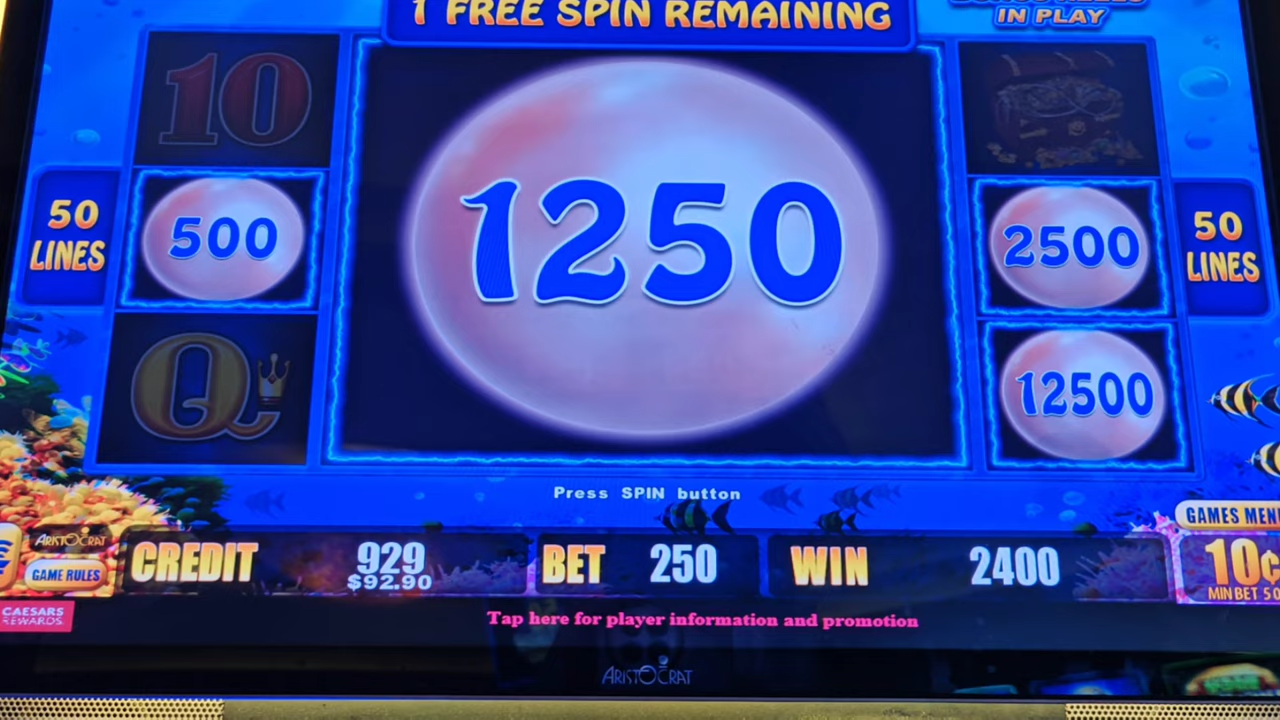 1 FREE SPIN REMAINING
IN PLAY
10
50
LINES
500
1250
2500
50
LINES
Q
12500
Press SPIN button
GAMES MENU
ARISTOCRAT
GAME RULES
CREDIT 929
$92.90
BET 250
WIN 2400
10¢
MIN BET 50
CAESARS
REWARDS
Tap here for player information and promotion
ARISTOCRAT